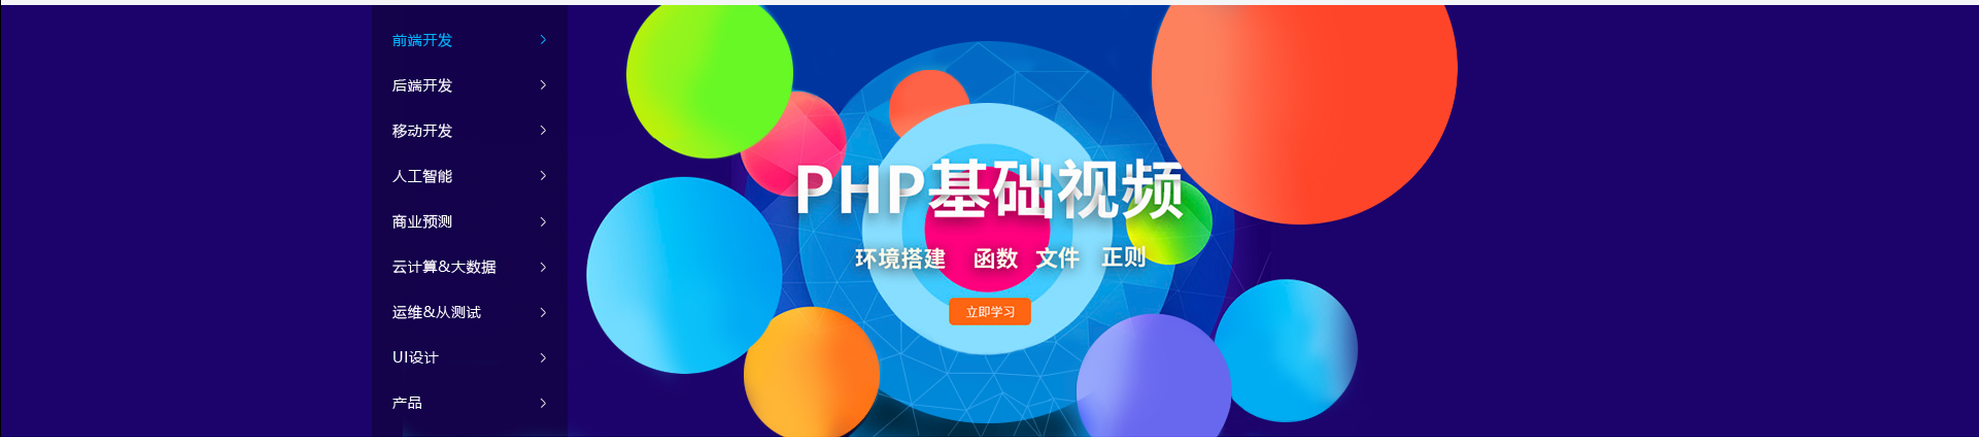 前端开发
后端开发
移动开发
人工智能
商业预测
云计算&大数据
运维&从测试
UI设计
产品
PHP基础视频
环境搭建 函数 文件 正则
立即学习